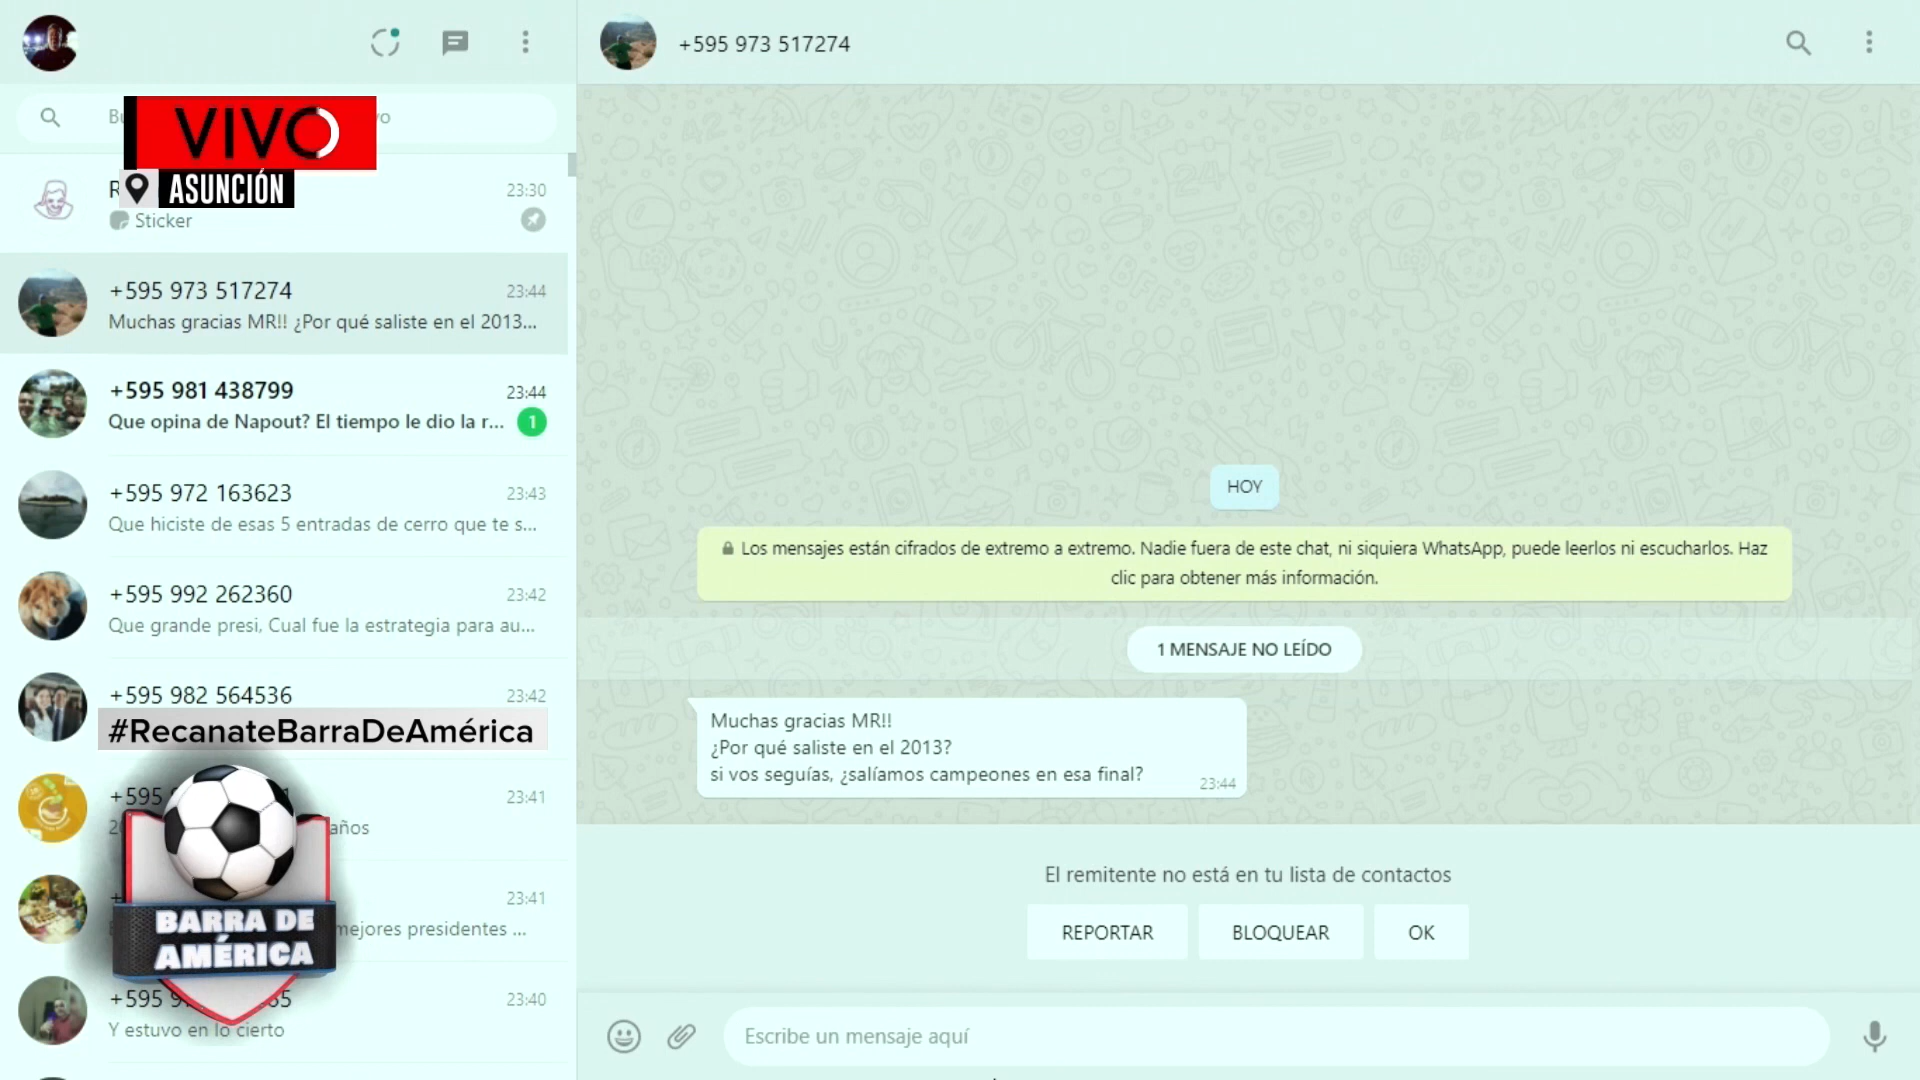 +595 973 517274
VIVO
ASUNCIÓN
23:30
Sticker
+595 973 517274
23:44
Muchas gracias MR!! ¿Por qué saliste en el 2013...
+595 981 438799
23:44
Que opina de Napout? El tiempo le dio la r...
1
+595 972 163623
23:43
Que hiciste de esas 5 entradas de cerro que te s...
+595 992 262360
23:42
Que grande presi, Cual fue la estrategia para au...
+595 982 564536
23:42
#RecanateBarraDeAmérica
+595
23:41
años
23:41
mejores presidentes ...
BARRA DE
AMÉRICA
+595
23:40
Y estuvo en lo cierto
HOY
Los mensajes están cifrados de extremo a extremo. Nadie fuera de este chat, ni siquiera WhatsApp, puede leerlos ni escucharlos. Haz
clic para obtener más información.
1 MENSAJE NO LEÍDO
Muchas gracias MR!!
¿Por qué saliste en el 2013?
si vos seguías, ¿salíamos campeones en esa final?
23:44
El remitente no está en tu lista de contactos
REPORTAR
BLOQUEAR
OK
Escribe un mensaje aquí